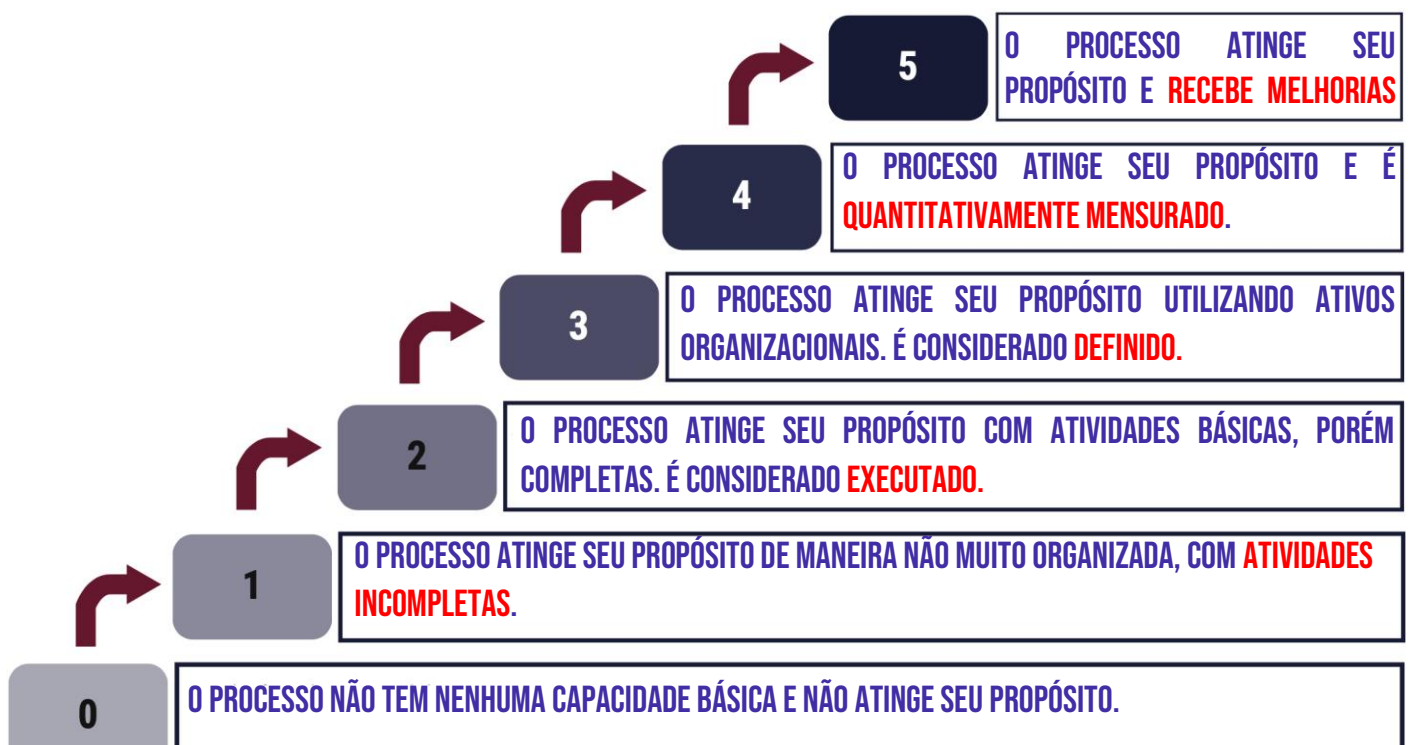 5
O PROCESSO ATINGE SEU
PROPÓSITO E RECEBE MELHORIAS
4
O PROCESSO ATINGE SEU PROPÓSITO E É
QUANTITATIVAMENTE MENSURADO.
3
O PROCESSO ATINGE SEU PROPÓSITO UTILIZANDO ATIVOS
ORGANIZACIONAIS. É CONSIDERADO DEFINIDO.
2
O PROCESSO ATINGE SEU PROPÓSITO COM ATIVIDADES BÁSICAS, PORÉM
COMPLETAS. É CONSIDERADO EXECUTADO.
1
O PROCESSO ATINGE SEU PROPÓSITO DE MANEIRA NÃO MUITO ORGANIZADA, COM ATIVIDADES
INCOMPLETAS.
0
O PROCESSO NÃO TEM NENHUMA CAPACIDADE BÁSICA E NÃO ATINGE SEU PROPÓSITO.